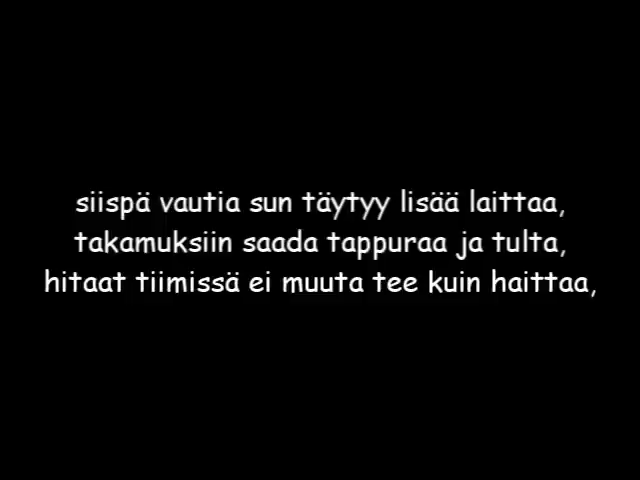 siispä vautia sun täytyy lisää laittaa,
takamuksiin saada tappuraa ja tulta,
hitaat tiimissä ei muuta tee kuin haittaa,